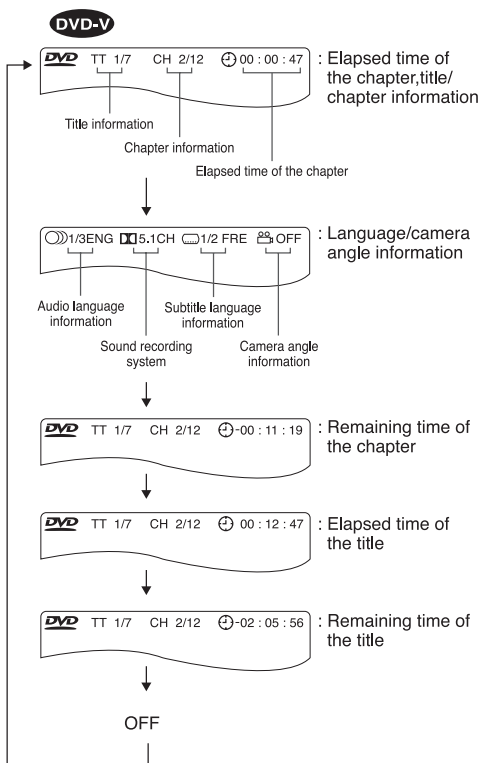 DVD-V
DVD TT 1/7 CH 2/12 00 : 00 : 47
: Elapsed time of
the chapter,title/
chapter information
Title information
Chapter information
Elapsed time of the chapter
1/3ENG 5.1CH 1/2 FRE OFF
: Language/camera
angle information
Audio language
information
Subtitle language
information
Sound recording
system
Camera angle
information
DVD TT 1/7 CH 2/12 -00 : 11 : 19
: Remaining time of
the chapter
DVD TT 1/7 CH 2/12 00 : 12 : 47
: Elapsed time of
the title
DVD TT 1/7 CH 2/12 -02 : 05 : 56
: Remaining time of
the title
OFF